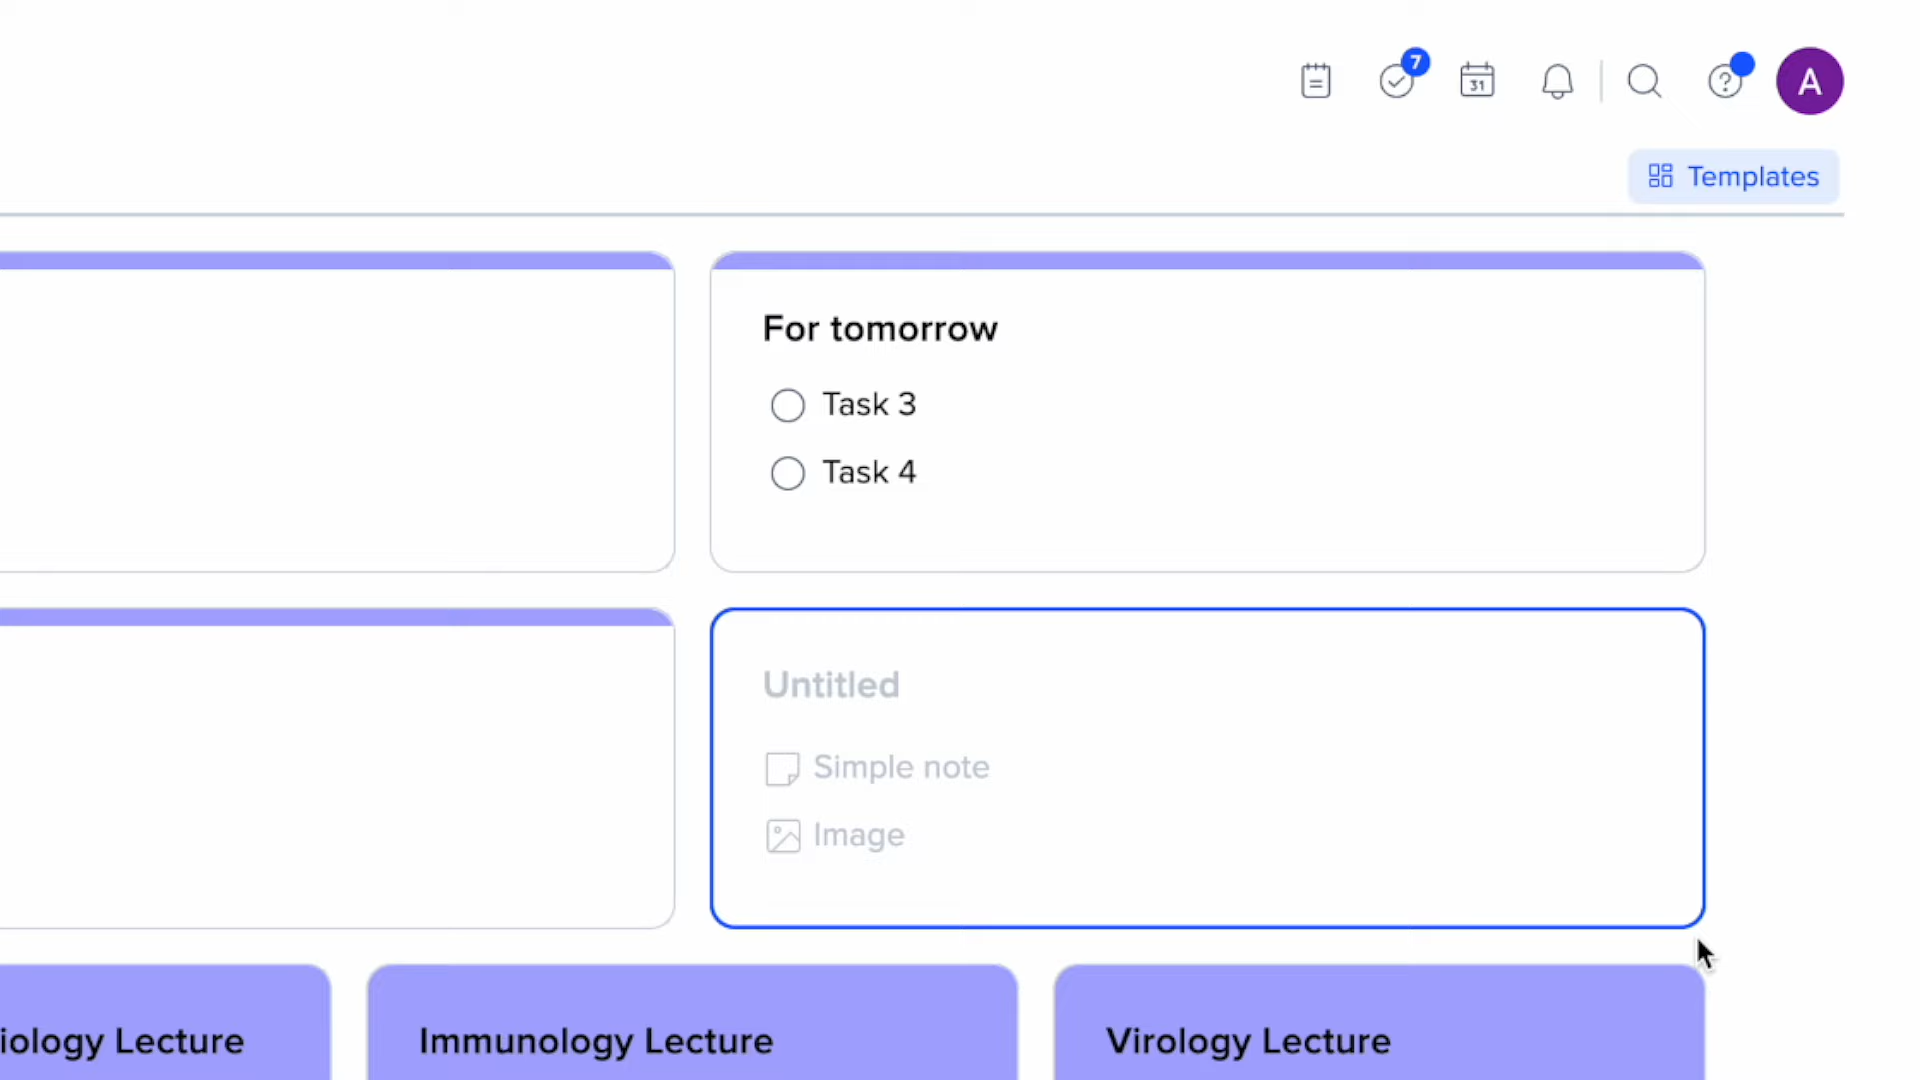 7
31
?
A
Templates
For tomorrow
Task 3
Task 4
Untitled
Simple note
Image
iology Lecture
Immunology Lecture
Virology Lecture